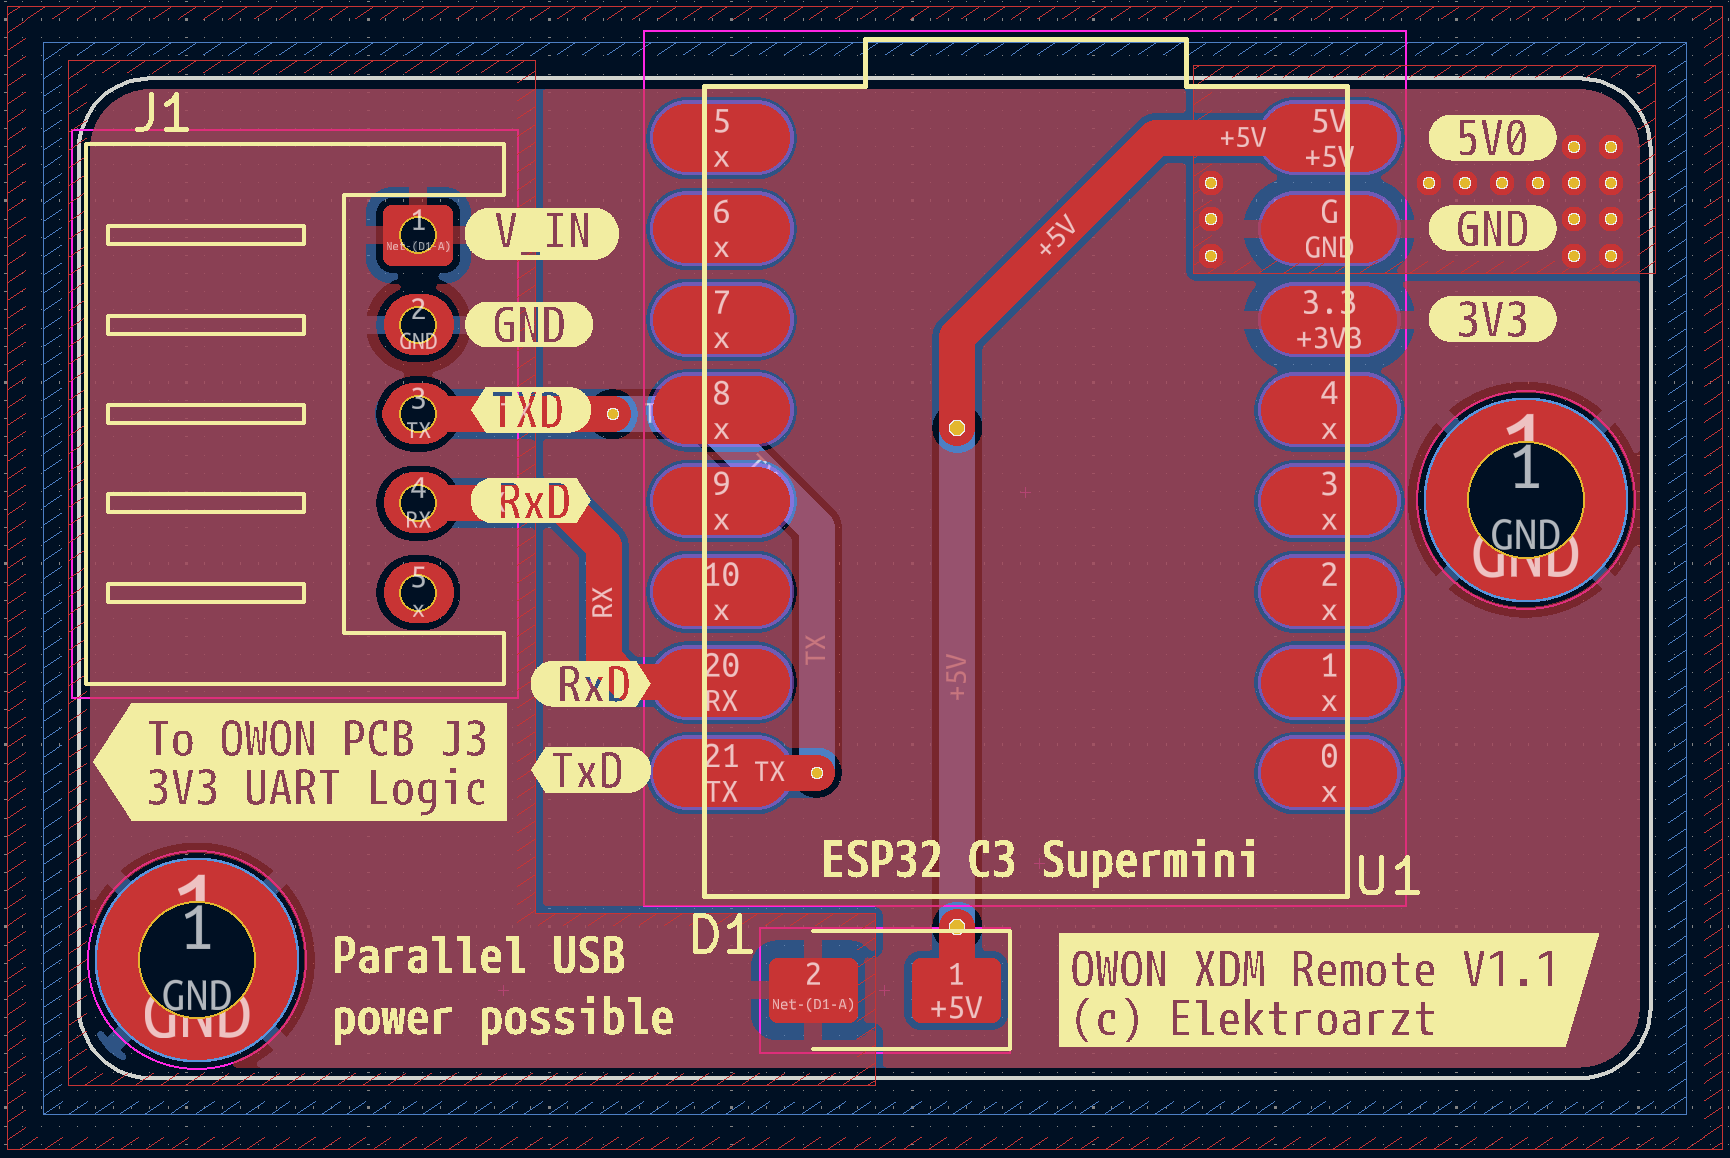 J1
1
Net-(D1-A)
V_IN
2
GND
GND
3
TX
TXD
4
RX
RxD
5
x
RX
To OWON PCB J3
3V3 UART Logic
1
1
GND
GND
Parallel USB
power possible
5
x
6
x
7
x
8
x
9
x
10
x
20
RX
RxD
21
TX
TX
TxD
TX
+5V
+5V
+5V
5V
+5V
5V0
G
GND
GND
3.3
+3V3
3V3
4
x
3
x
2
x
1
x
0
x
1
1
GND
GND
ESP32 C3 Supermini
U1
D1
2
Net-(D1-A)
1
+5V
OWON XDM Remote V1.1
(c) Elektroarzt